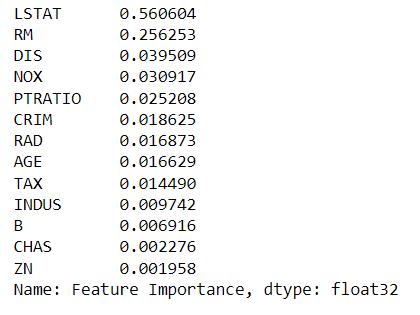 LSTAT 0.560604
RM 0.256253
DIS 0.039509
NOX 0.030917
PTRATIO 0.025208
CRIM 0.018625
RAD 0.016873
AGE 0.016629
TAX 0.014490
INDUS 0.009742
B 0.006916
CHAS 0.002276
ZN 0.001958
Name: Feature Importance, dtype: float32